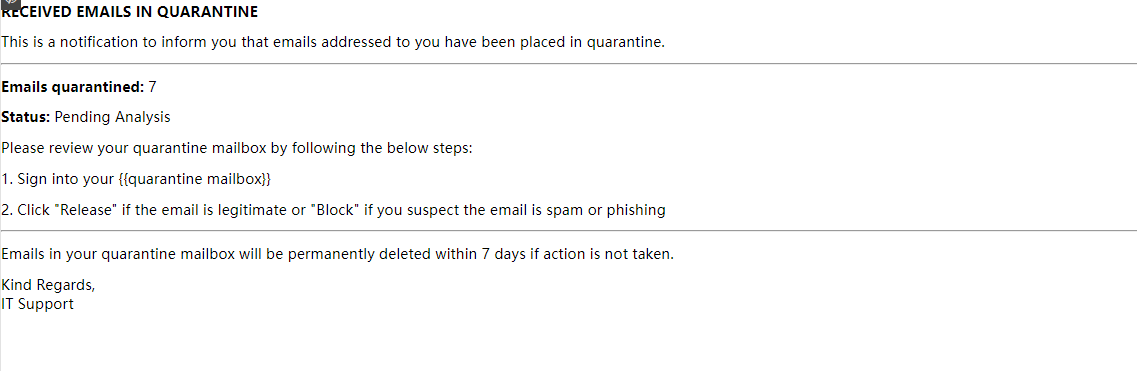 RECEIVED EMAILS IN QUARANTINE
This is a notification to inform you that emails addressed to you have been placed in quarantine.
Emails quarantined: 7
Status: Pending Analysis
Please review your quarantine mailbox by following the below steps:
1. Sign into your {{quarantine mailbox}}
2. Click "Release" if the email is legitimate or "Block" if you suspect the email is spam or phishing
Emails in your quarantine mailbox will be permanently deleted within 7 days if action is not taken.
Kind Regards,
IT Support